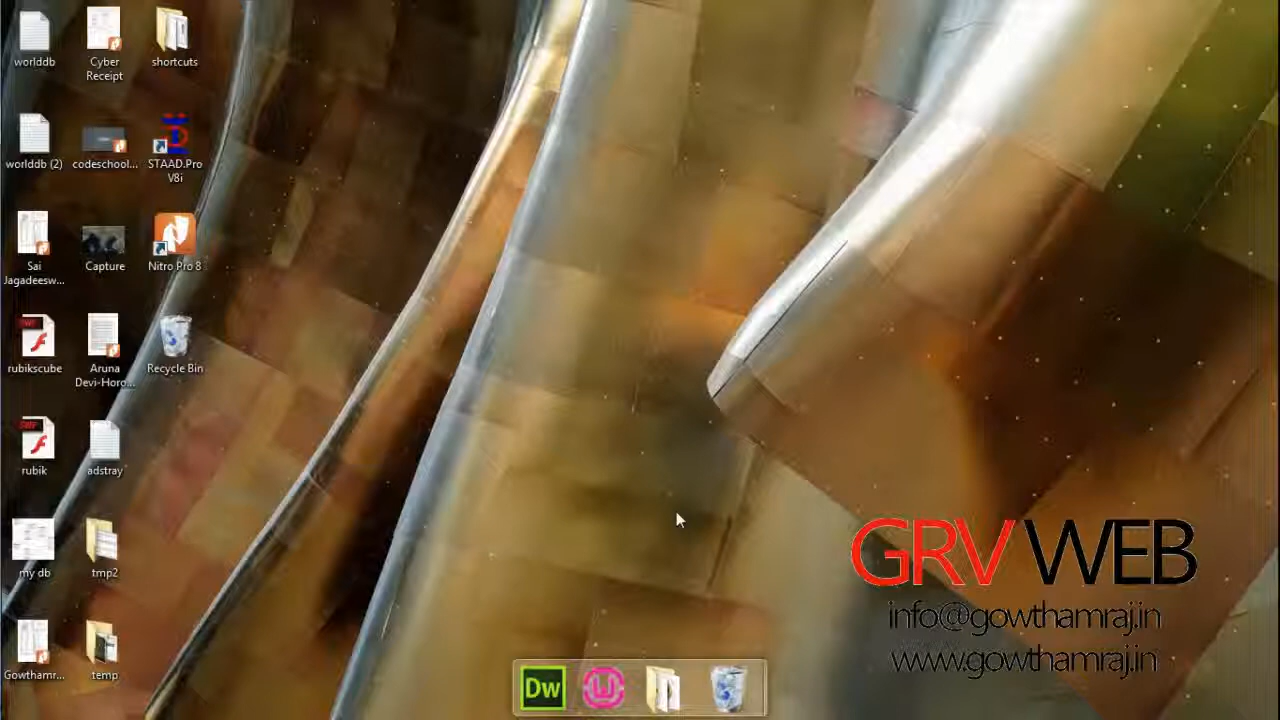 worlddb
Cyber
Receipt
shortcuts
worlddb (2)
codeschool...
STAAD.Pro
V8i
Sai
Jagadeesw...
Capture
Nitro Pro 8
SWF
rubikscube
Aruna
Devi-Horo...
Recycle Bin
SWF
rubik
adstray
my db
tmp2
Gowthamr...
temp
Dw
W
GRV WEB
info@gowthamraj.in
www.gowthamraj.in